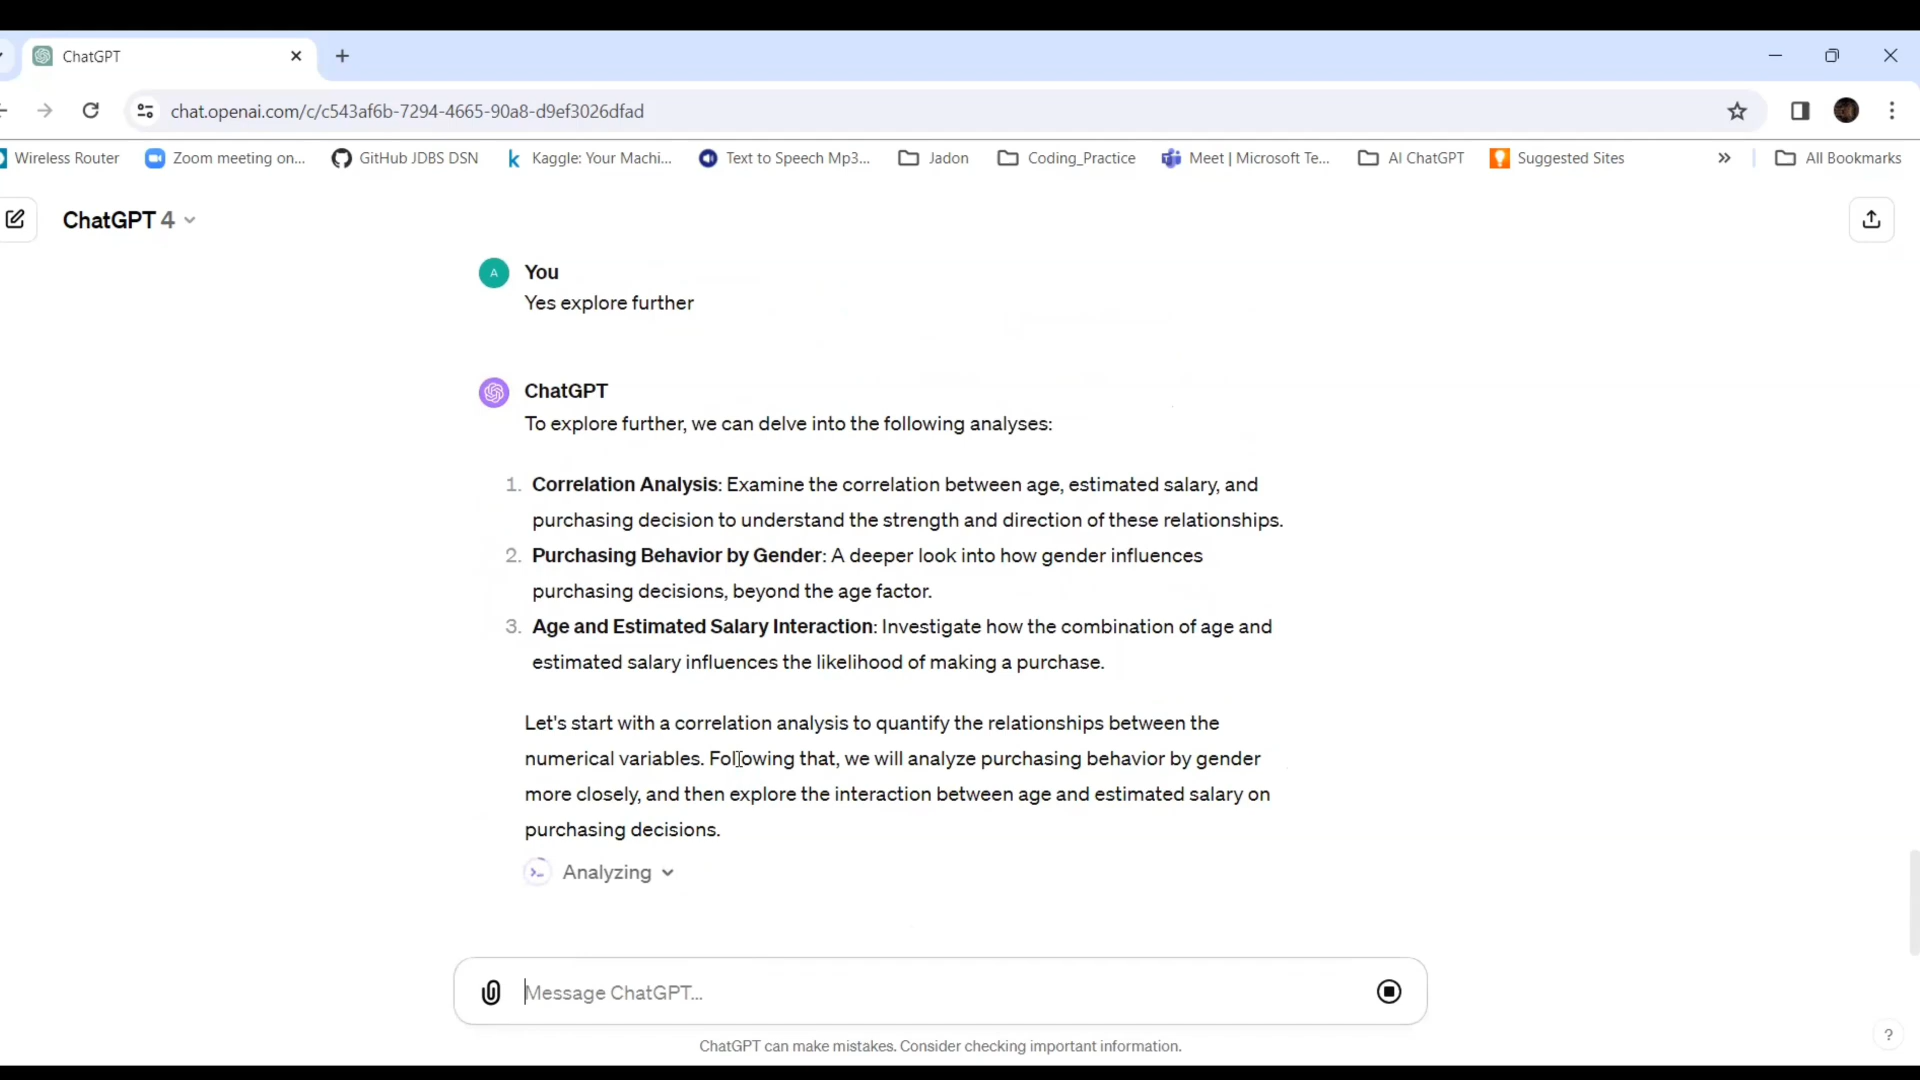 ChatGPT
chat.openai.com/c/c543af6b-7294-4665-90a8-d9ef3026dfad
Wireless Router Zoom meeting on... GitHub JDBS DSN Kaggle: Your Machi... Text to Speech Mp3... Jadon Coding_Practice Meet | Microsoft Te... AI ChatGPT Suggested Sites » All Bookmarks
ChatGPT 4
A You
Yes explore further
ChatGPT
To explore further, we can delve into the following analyses:
1. Correlation Analysis: Examine the correlation between age, estimated salary, and
purchasing decision to understand the strength and direction of these relationships.
2. Purchasing Behavior by Gender: A deeper look into how gender influences
purchasing decisions, beyond the age factor.
3. Age and Estimated Salary Interaction: Investigate how the combination of age and
estimated salary influences the likelihood of making a purchase.
Let's start with a correlation analysis to quantify the relationships between the
numerical variables. Following that, we will analyze purchasing behavior by gender
more closely, and then explore the interaction between age and estimated salary on
purchasing decisions.
Analyzing
Message ChatGPT...
ChatGPT can make mistakes. Consider checking important information.
?